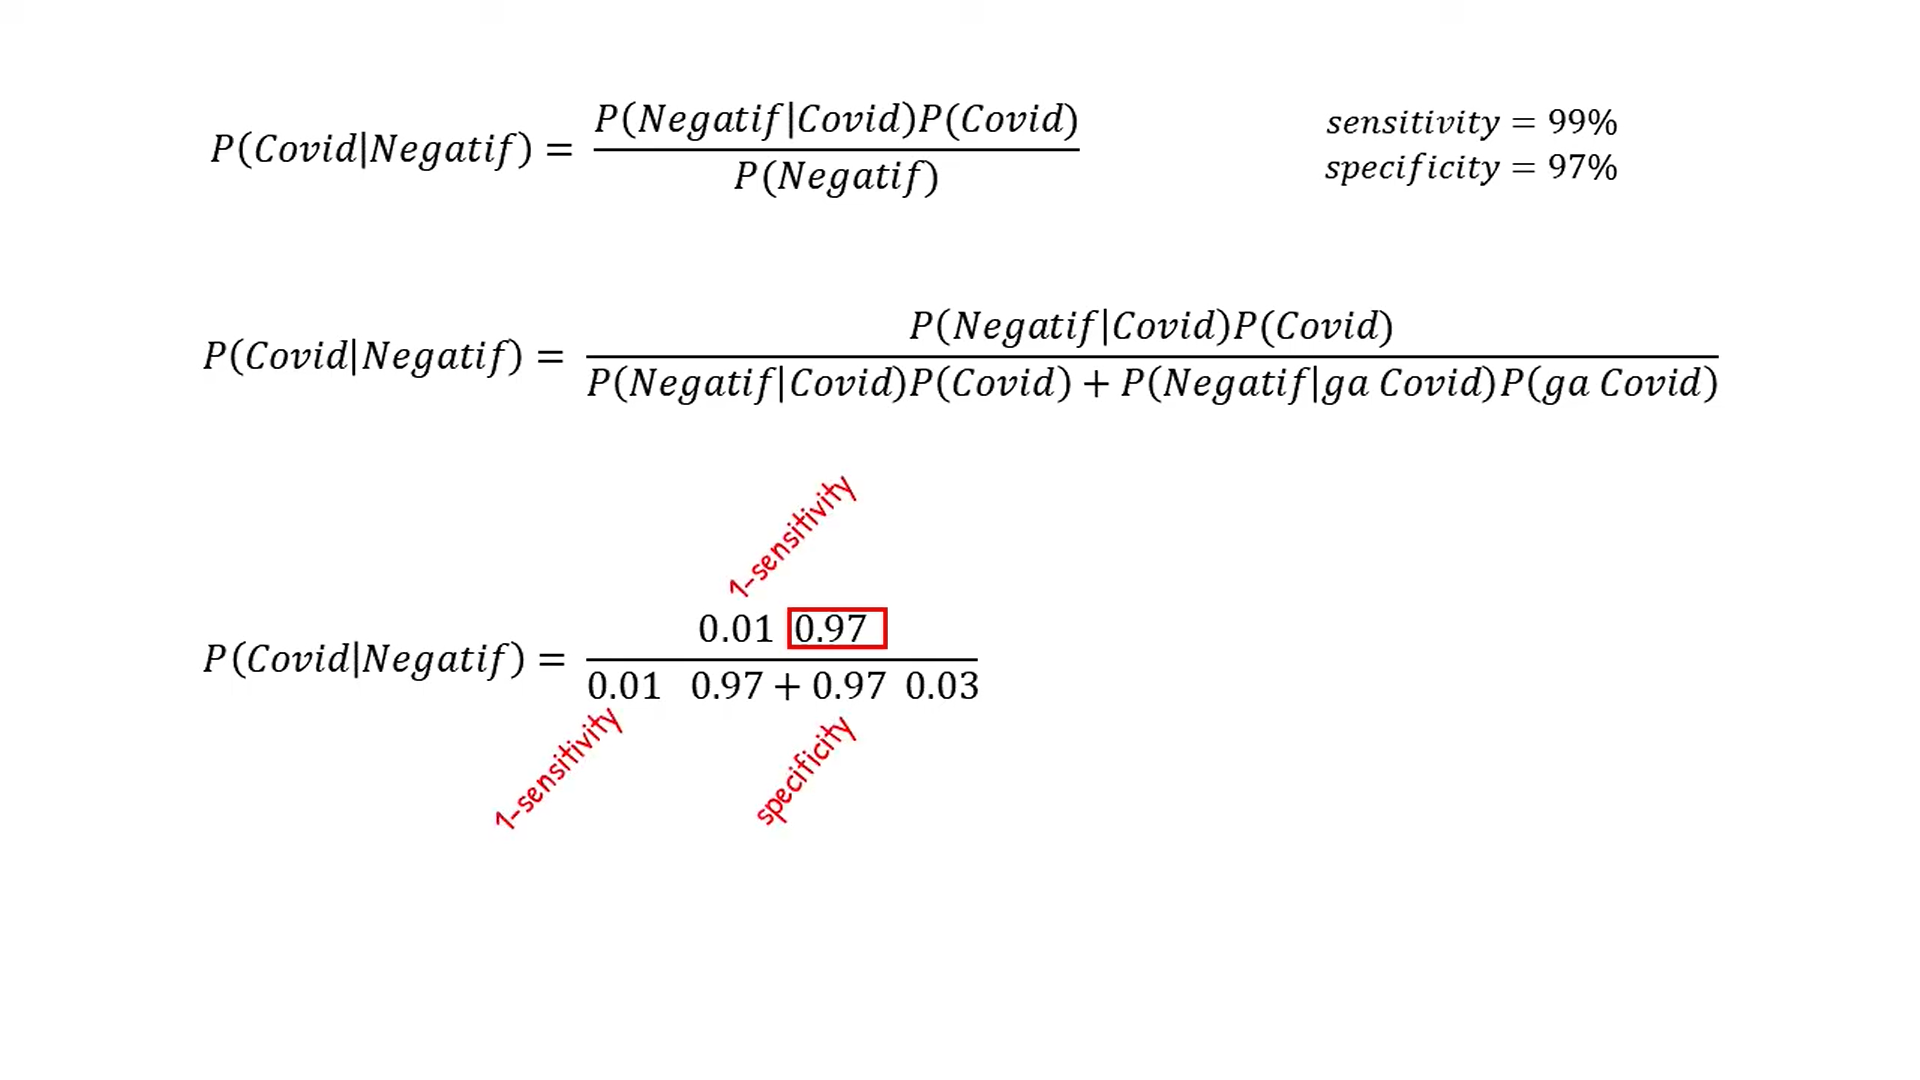 P(Covid|Negatif) = P(Negatif|Covid)P(Covid) / P(Negatif)
sensitivity = 99%
specificity = 97%
P(Covid|Negatif) = P(Negatif|Covid)P(Covid) / P(Negatif|Covid)P(Covid) + P(Negatif|ga Covid)P(ga Covid)
1-sensitivity
P(Covid|Negatif) = 0.01 0.97 / 0.01 0.97 + 0.97 0.03
1-sensitivity
specificity